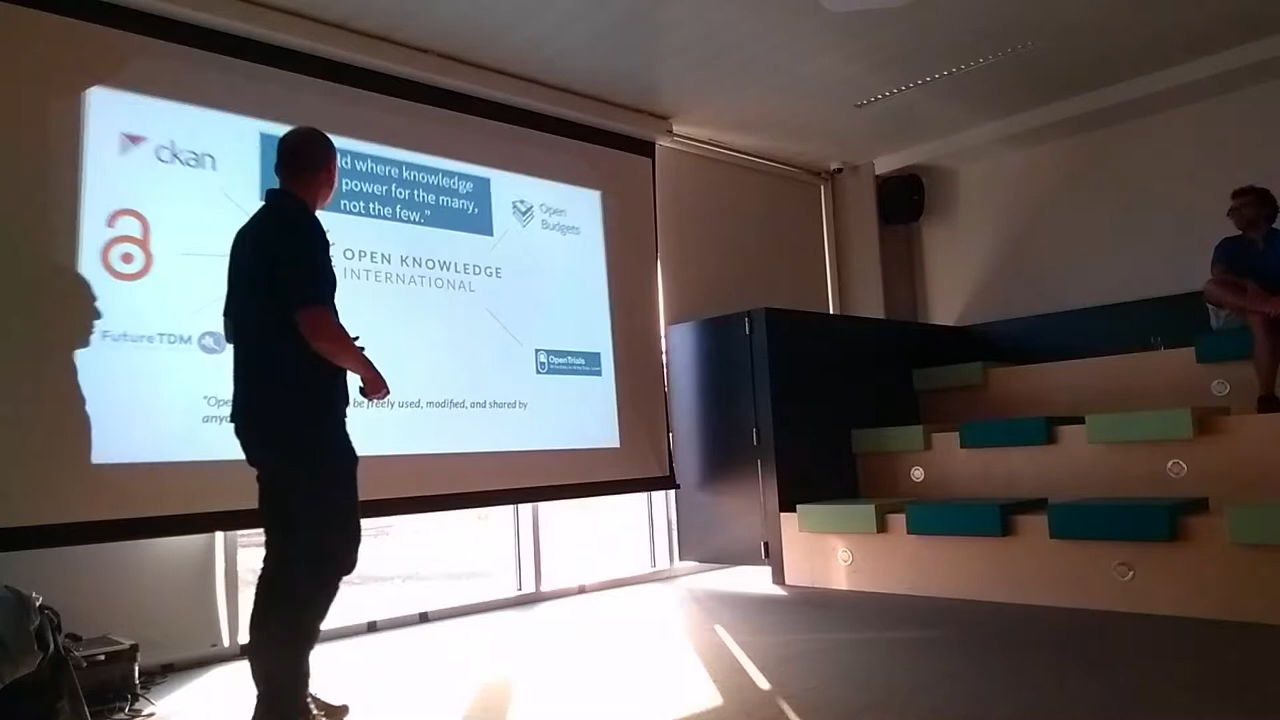 ckan
ld where knowledge
power for the many,
not the few.”
Open
Budgets
OPEN KNOWLEDGE
INTERNATIONAL
FutureTDM
OpenTrials
“Ope be freely used, modified, and shared by
anyo